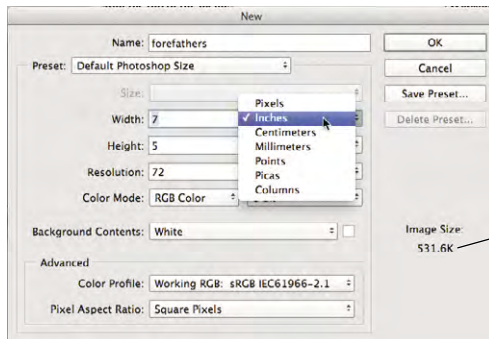 New
Name: forefathers
OK
Preset: Default Photoshop Size
Cancel
Size:
Save Preset...
Width: 7
Delete Preset...
Pixels
✓ Inches
Centimeters
Millimeters
Points
Picas
Columns
Height: 5
Resolution: 72
Color Mode: RGB Color
Background Contents: White
Image Size:
531.6K
Advanced
Color Profile: Working RGB: sRGB IEC61966-2.1
Pixel Aspect Ratio: Square Pixels